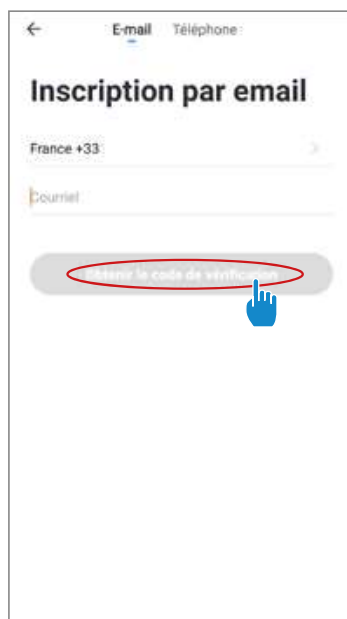 E-mail Téléphone
Inscription par email
France +33
Courriel
Obtenir le code de vérification